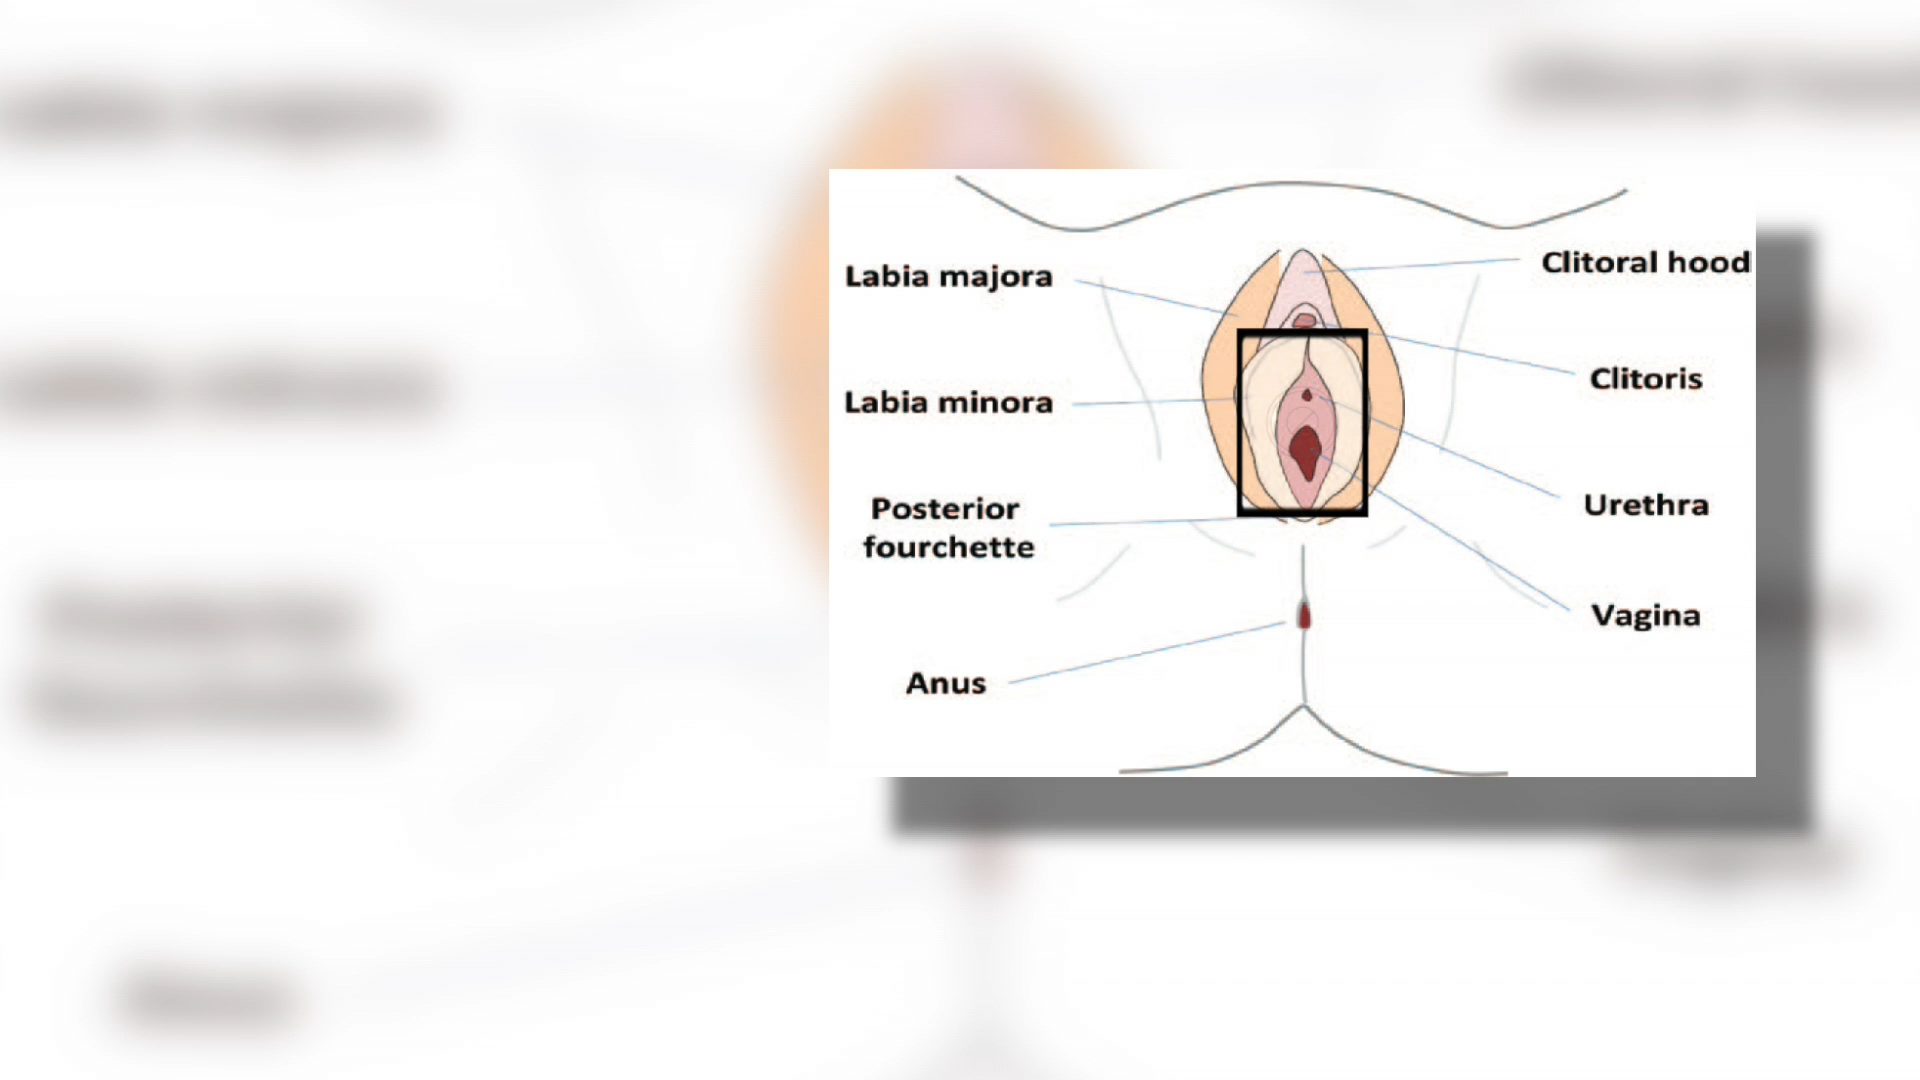 Labia majora
Clitoral hood
Labia minora
Clitoris
Posterior
fourchette
Urethra
Vagina
Anus